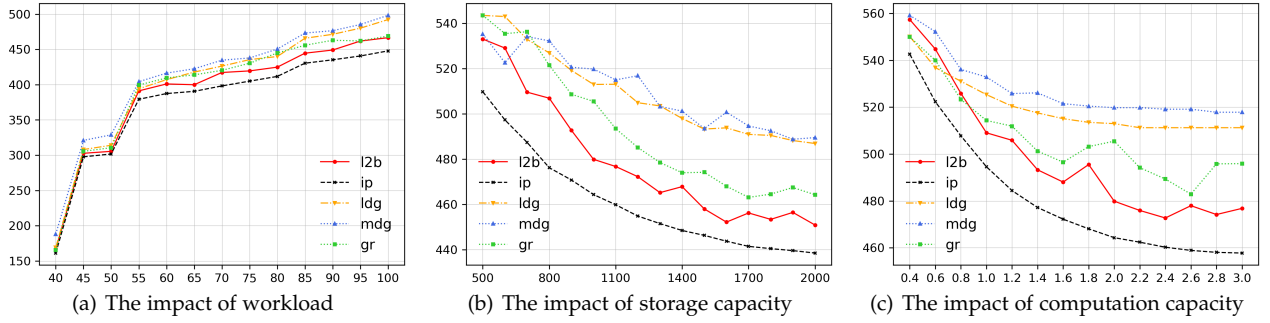 500
450
400
350
300
250
200
150
l2b
ip
ldg
mdg
gr
40 45 50 55 60 65 70 75 80 85 90 95 100
(a) The impact of workload
540
520
500
480
460
440
l2b
ip
ldg
mdg
gr
500 800 1100 1400 1700 2000
(b) The impact of storage capacity
560
540
520
500
480
460
l2b
ip
ldg
mdg
gr
0.4 0.6 0.8 1.0 1.2 1.4 1.6 1.8 2.0 2.2 2.4 2.6 2.8 3.0
(c) The impact of computation capacity